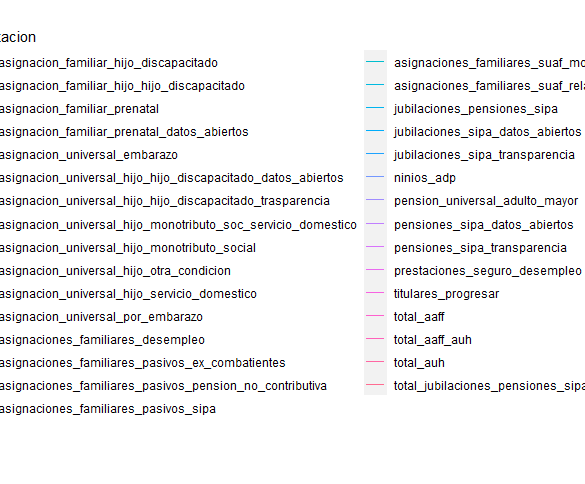 tacion
asignacion_familiar_hijo_discapacitado
asignacion_familiar_hijo_hijo_discapacitado
asignacion_familiar_prenatal
asignacion_familiar_prenatal_datos_abiertos
asignacion_universal_embarazo
asignacion_universal_hijo_hijo_discapacitado_datos_abiertos
asignacion_universal_hijo_hijo_discapacitado_trasparencia
asignacion_universal_hijo_monotributo_soc_servicio_domestico
asignacion_universal_hijo_monotributo_social
asignacion_universal_hijo_otra_condicion
asignacion_universal_hijo_servicio_domestico
asignacion_universal_por_embarazo
asignaciones_familiares_desempleo
asignaciones_familiares_pasivos_ex_combatientes
asignaciones_familiares_pasivos_pension_no_contributiva
asignaciones_familiares_pasivos_sipa
asignaciones_familiares_suaf_mo
asignaciones_familiares_suaf_rela
jubilaciones_pensiones_sipa
jubilaciones_sipa_datos_abiertos
jubilaciones_sipa_transparencia
ninios_adp
pension_universal_adulto_mayor
pensiones_sipa_datos_abiertos
pensiones_sipa_transparencia
prestaciones_seguro_desempleo
titulares_progresar
total_aaff
total_aaff_auh
total_auh
total_jubilaciones_pensiones_sipa